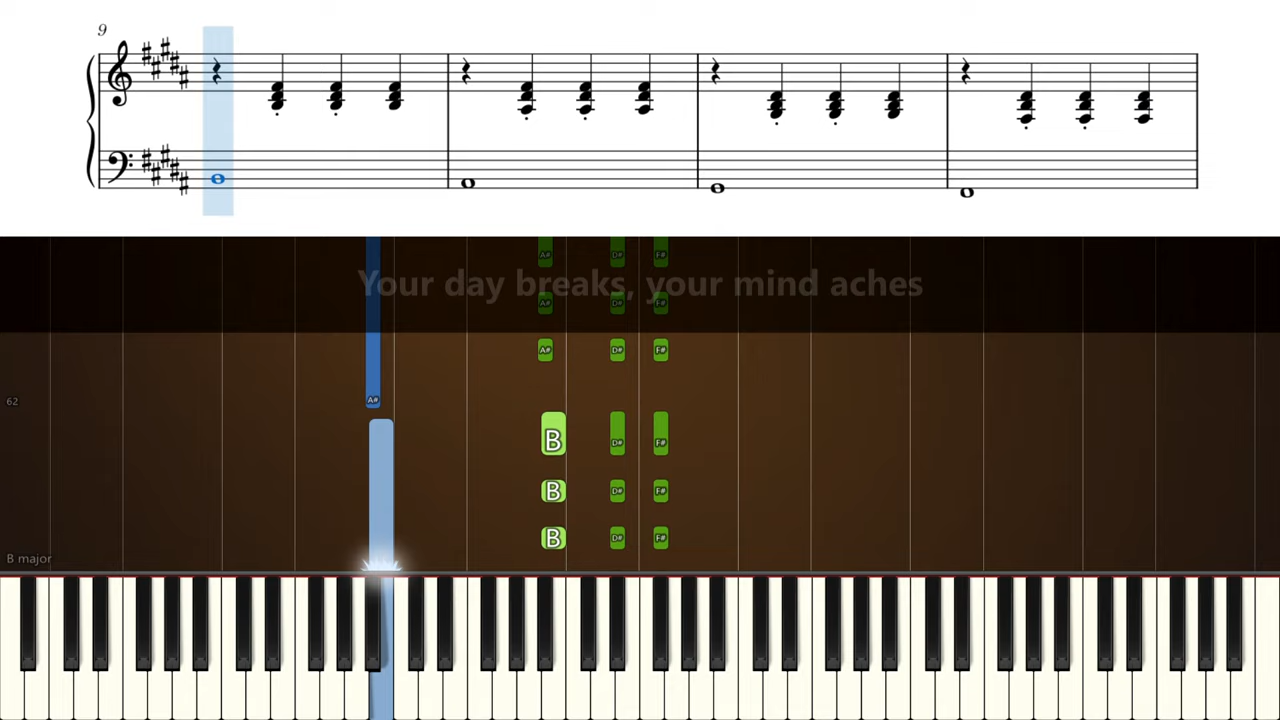 9
A# D# F#
Your day breaks, your mind aches
A# D# F#
A# D# F#
62
A#
B D# F#
B D# F#
B D# F#
B major